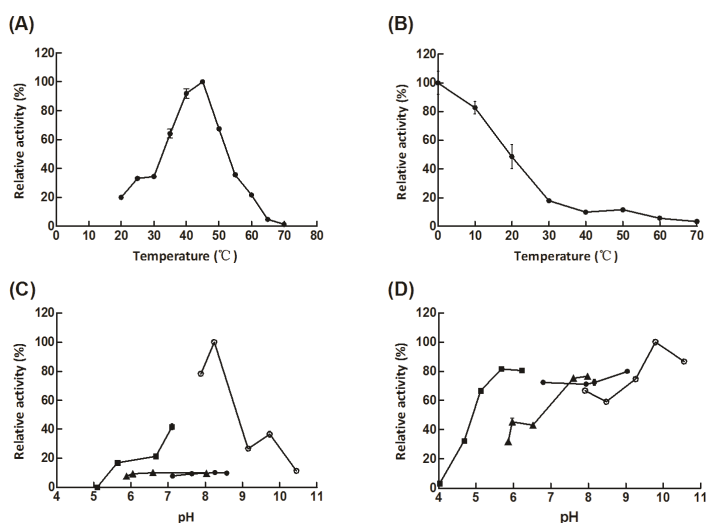 (A)
(B)
Relative activity (%)
120
100
80
60
40
20
0
0 10 20 30 40 50 60 70 80
Temperature (℃)
Relative activity (%)
120
100
80
60
40
20
0
0 10 20 30 40 50 60 70
Temperature (℃)
(C)
(D)
Relative activity (%)
120
100
80
60
40
20
0
4 5 6 7 8 9 10 11
pH
Relative activity (%)
120
100
80
60
40
20
0
4 5 6 7 8 9 10 11
pH